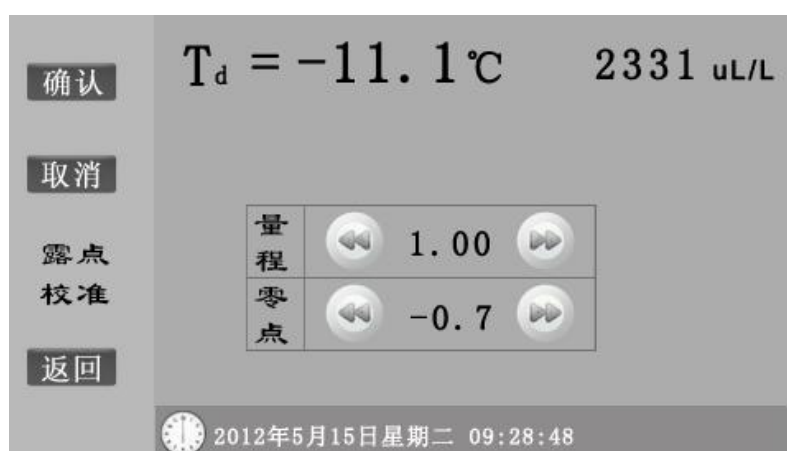 确认
取消
露点
校准
返回
Td =-11.1℃ 2331 uL/L
量程 1.00
零点 -0.7
2012年5月15日星期二 09:28:48